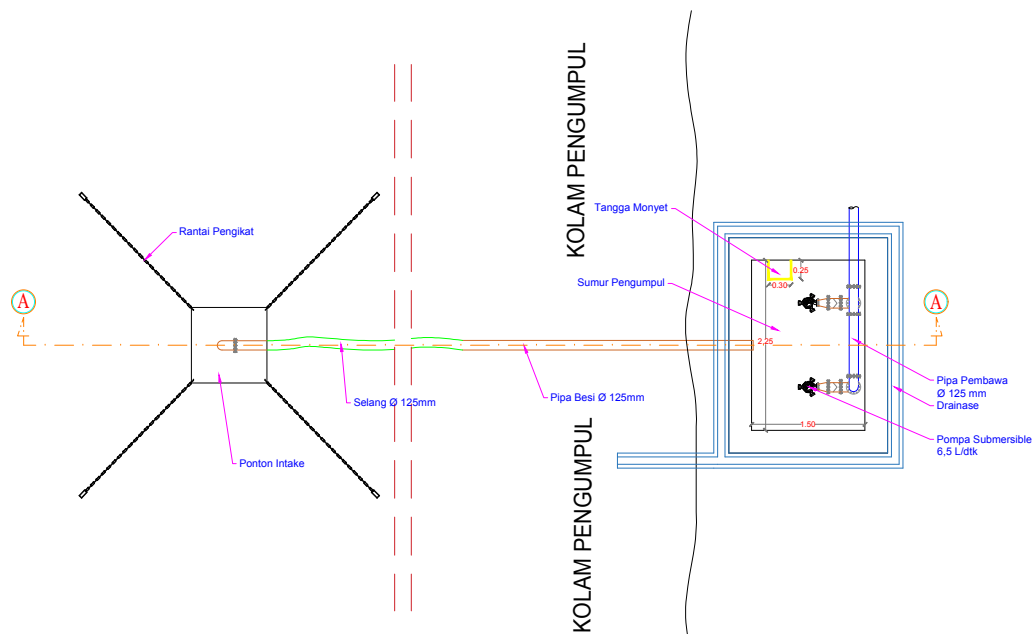 KOLAM PENGUMPUL
Tangga Monyet
Rantai Pengikat
0.25
Sumur Pengumpul
0.30
A
A
2.25
Pipa Pembawa
Ø 125 mm
Selang Ø 125mm
Pipa Besi Ø 125mm
Drainase
1.50
Pompa Submersible
6,5 L/dtk
Ponton Intake
KOLAM PENGUMPUL